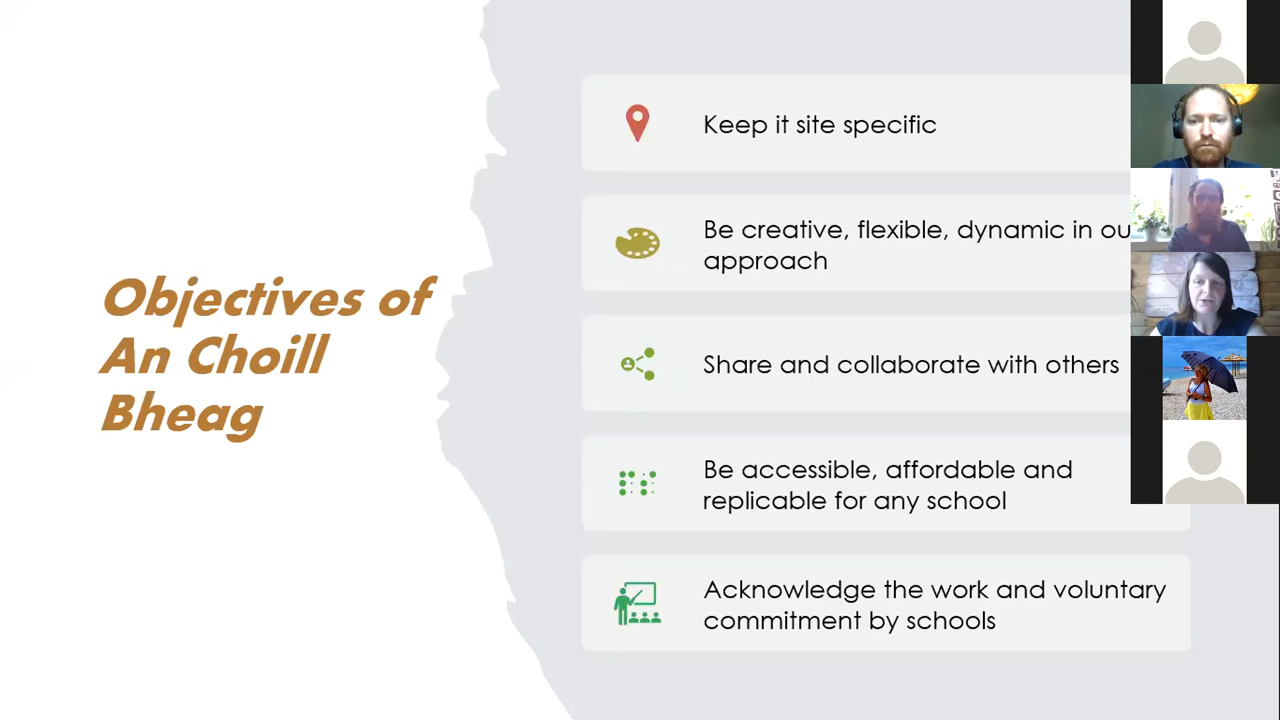 Objectives of
An Choill
Bheag
Keep it site specific
Be creative, flexible, dynamic in ou
approach
Share and collaborate with others
Be accessible, affordable and
replicable for any school
Acknowledge the work and voluntary
commitment by schools